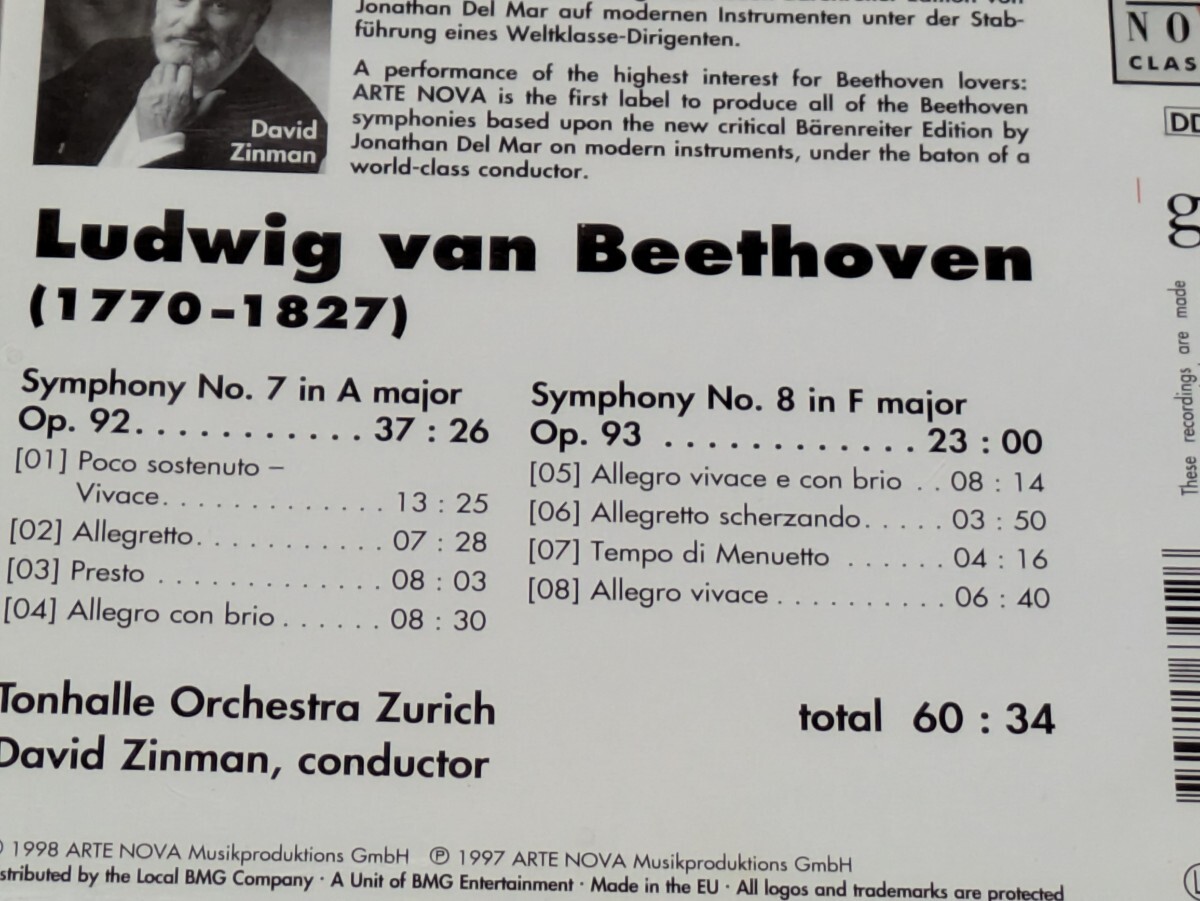 Jonathan Del Mar auf modernen Instrumenten unter der Stab-
führung eines Weltklasse-Dirigenten.
A performance of the highest interest for Beethoven lovers:
ARTE NOVA is the first label to produce all of the Beethoven
symphonies based upon the new critical Bärenreiter Edition by
Jonathan Del Mar on modern instruments, under the baton of a
world-class conductor.
David
Zinman
NO
CLAS
DD
g
These recordings are made
Ludwig van Beethoven
(1770–1827)
Symphony No. 7 in A major
Op. 92........... 37 : 26
[01] Poco sostenuto –
Vivace............. 13 : 25
[02] Allegretto........... 07 : 28
[03] Presto ............. 08 : 03
[04] Allegro con brio...... 08 : 30
Symphony No. 8 in F major
Op. 93 ............ 23 : 00
[05] Allegro vivace e con brio .. 08 : 14
[06] Allegretto scherzando..... 03 : 50
[07] Tempo di Menuetto ...... 04 : 16
[08] Allegro vivace.......... 06 : 40
Tonhalle Orchestra Zurich
David Zinman, conductor
total 60 : 34
1998 ARTE NOVA Musikproduktions GmbH ℗ 1997 ARTE NOVA Musikproduktions GmbH
stributed by the Local BMG Company · A Unit of BMG Entertainment · Made in the EU · All logos and trademarks are protected